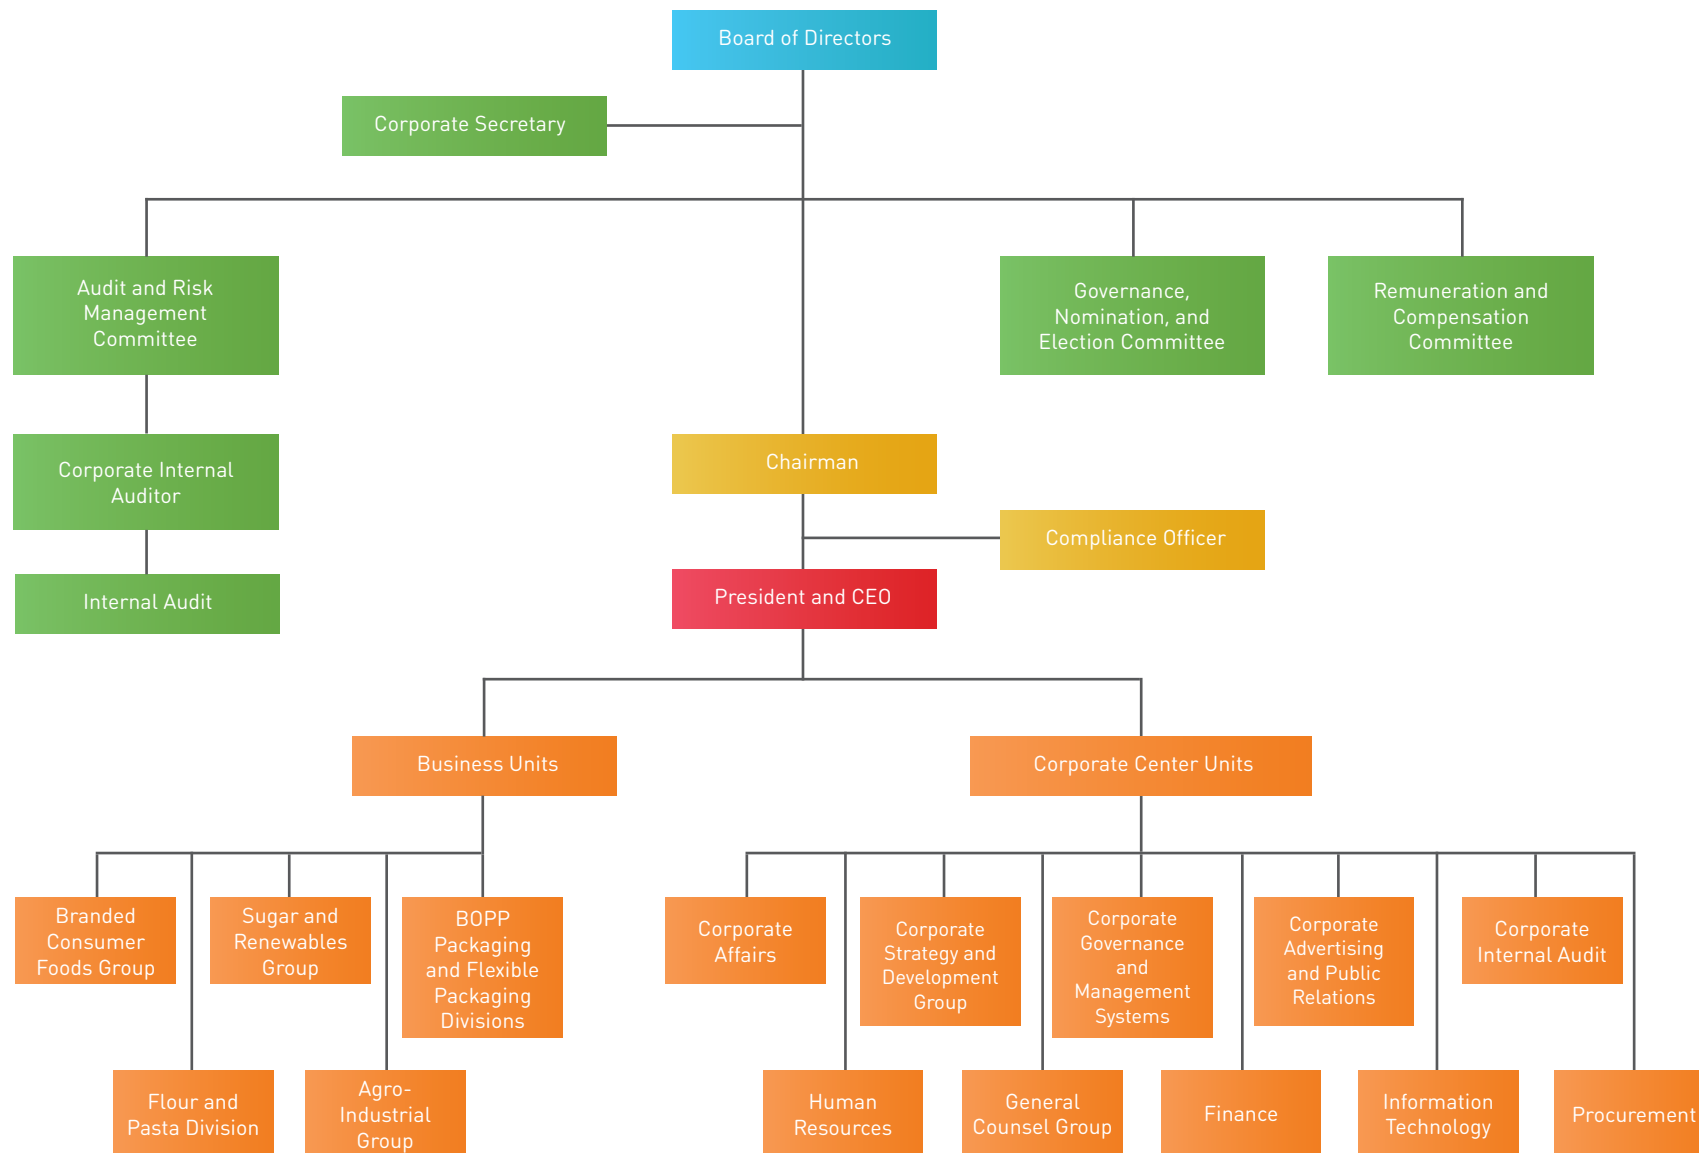 Board of Directors
Corporate Secretary
Audit and Risk
Management
Committee
Governance,
Nomination, and
Election Committee
Remuneration and
Compensation
Committee
Corporate Internal
Auditor
Chairman
Compliance Officer
Internal Audit
President and CEO
Business Units
Corporate Center Units
Branded
Consumer
Foods Group
Sugar and
Renewables
Group
BOPP
Packaging
and Flexible
Packaging
Divisions
Corporate
Affairs
Corporate
Strategy and
Development
Group
Corporate
Governance
and
Management
Systems
Corporate
Advertising
and Public
Relations
Corporate
Internal Audit
Flour and
Pasta Division
Agro-
Industrial
Group
Human
Resources
General
Counsel Group
Finance
Information
Technology
Procurement